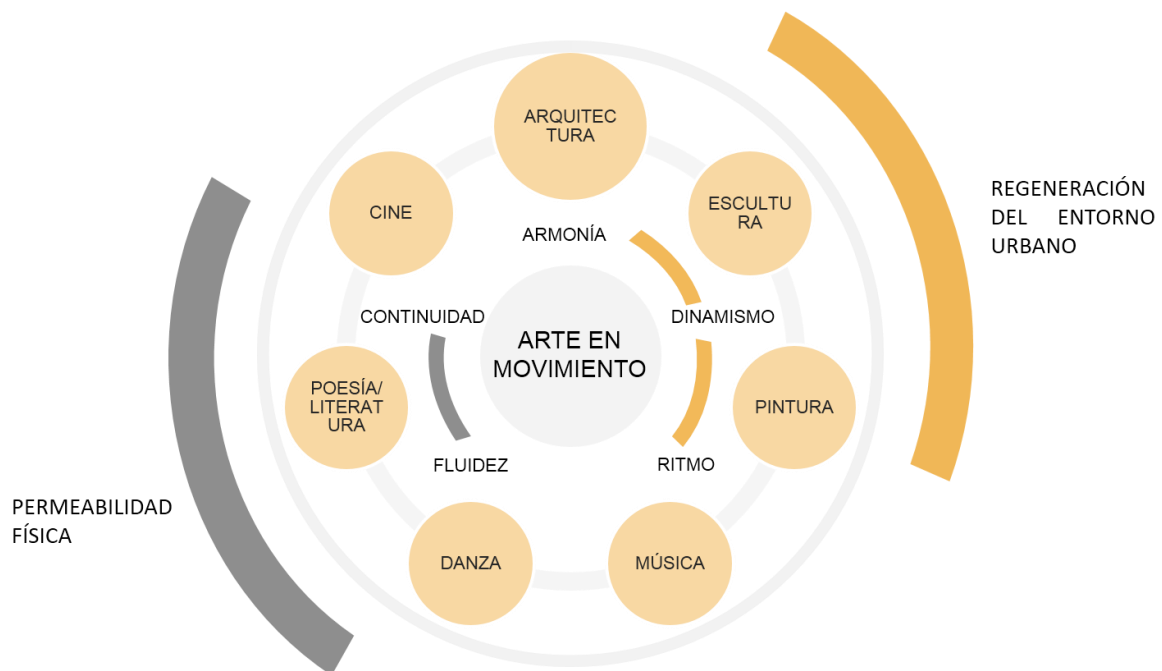 ARQUITEC
TURA
CINE
ESCULTU
RA
REGENERACIÓN
DEL ENTORNO
URBANO
ARMONÍA
CONTINUIDAD
DINAMISMO
ARTE EN
MOVIMIENTO
POESÍA/
LITERAT
URA
PINTURA
FLUIDEZ
RITMO
PERMEABILIDAD
FÍSICA
DANZA
MÚSICA